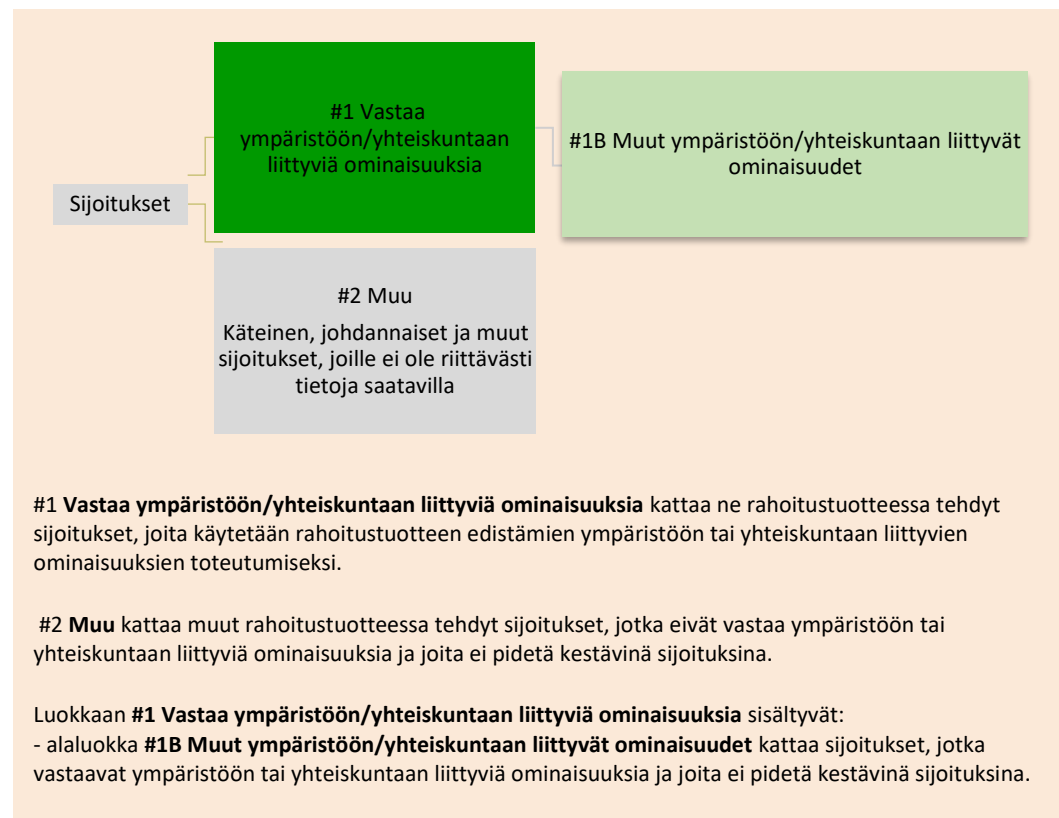 #1 Vastaa
ympäristöön/yhteiskuntaan
liittyviä ominaisuuksia
#1B Muut ympäristöön/yhteiskuntaan liittyvät
ominaisuudet
Sijoitukset
#2 Muu
Käteinen, johdannaiset ja muut
sijoitukset, joille ei ole riittävästi
tietoja saatavilla
#1 Vastaa ympäristöön/yhteiskuntaan liittyviä ominaisuuksia kattaa ne rahoitustuotteessa tehdyt
sijoitukset, joita käytetään rahoitustuotteen edistämien ympäristöön tai yhteiskuntaan liittyvien
ominaisuuksien toteutumiseksi.
#2 Muu kattaa muut rahoitustuotteessa tehdyt sijoitukset, jotka eivät vastaa ympäristöön tai
yhteiskuntaan liittyviä ominaisuuksia ja joita ei pidetä kestävinä sijoituksina.
Luokkaan #1 Vastaa ympäristöön/yhteiskuntaan liittyviä ominaisuuksia sisältyvät:
- alaluokka #1B Muut ympäristöön/yhteiskuntaan liittyvät ominaisuudet kattaa sijoitukset, jotka
vastaavat ympäristöön tai yhteiskuntaan liittyviä ominaisuuksia ja joita ei pidetä kestävinä sijoituksina.